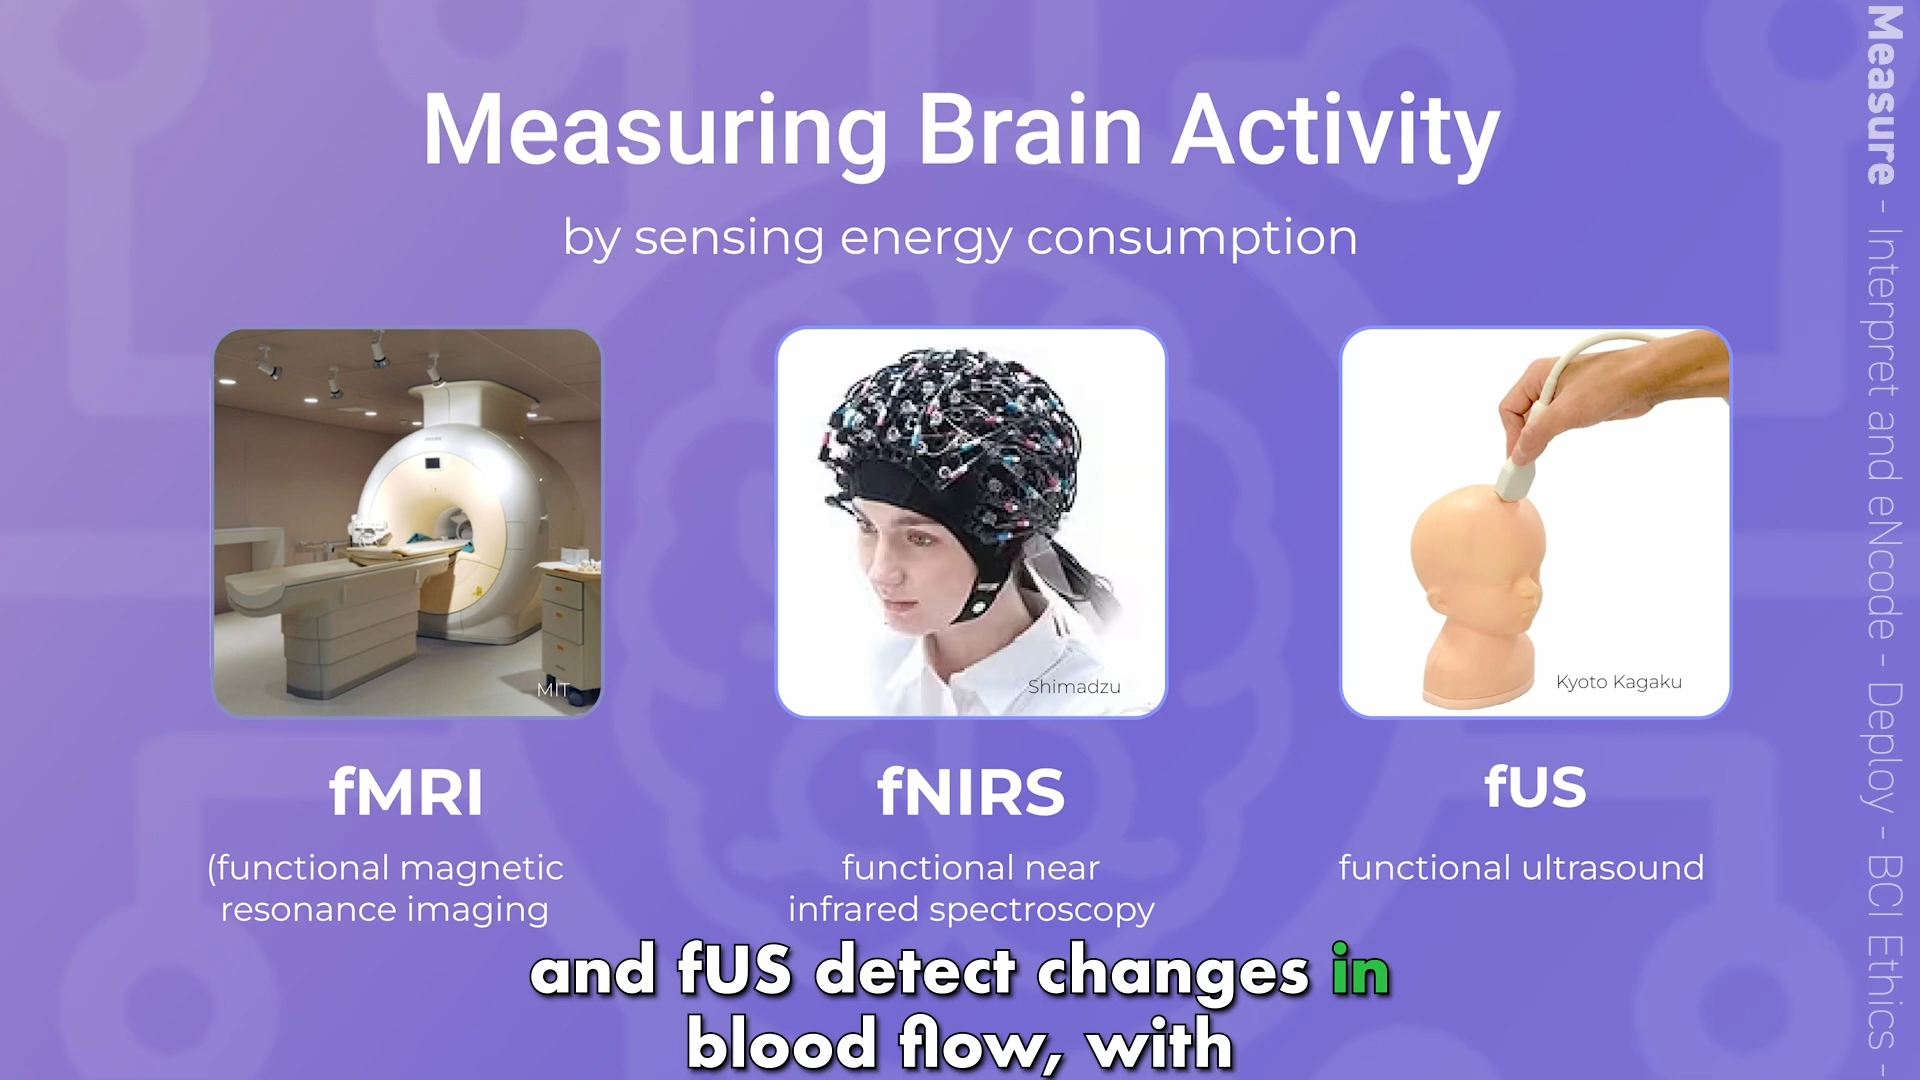 Measuring Brain Activity
by sensing energy consumption
MIT
Shimadzu
Kyoto Kagaku
fMRI
fNIRS
fUS
(functional magnetic
resonance imaging
functional near
infrared spectroscopy
functional ultrasound
and fUS detect changes in
blood flow, with
Measure - Interpret and eNcode - Deploy - BCI Ethics -